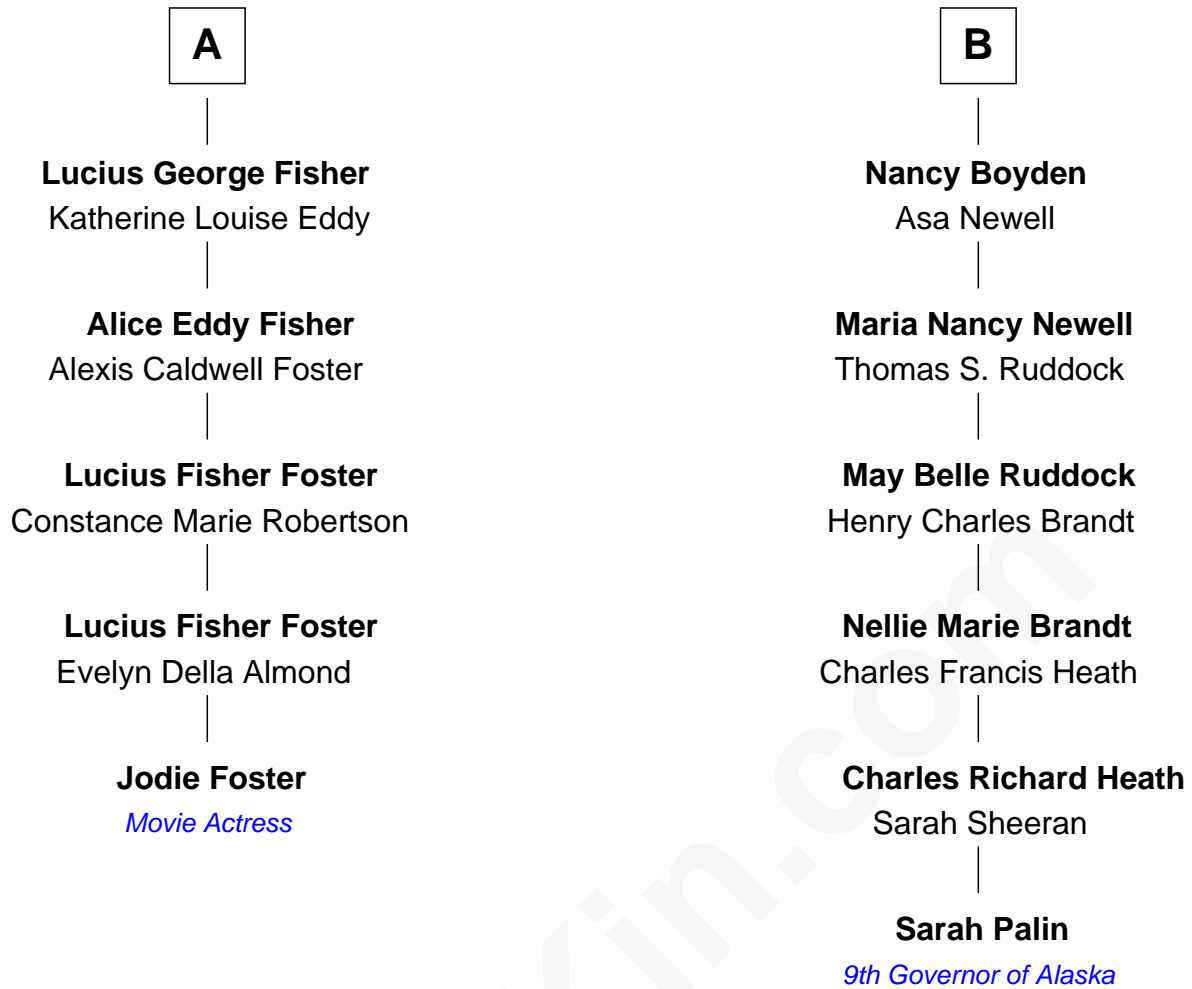 A
Lucius George Fisher
Katherine Louise Eddy
Alice Eddy Fisher
Alexis Caldwell Foster
Lucius Fisher Foster
Constance Marie Robertson
Lucius Fisher Foster
Evelyn Della Almond
Jodie Foster
Movie Actress
B
Nancy Boyden
Asa Newell
Maria Nancy Newell
Thomas S. Ruddock
May Belle Ruddock
Henry Charles Brandt
Nellie Marie Brandt
Charles Francis Heath
Charles Richard Heath
Sarah Sheeran
Sarah Palin
9th Governor of Alaska
Kin.com